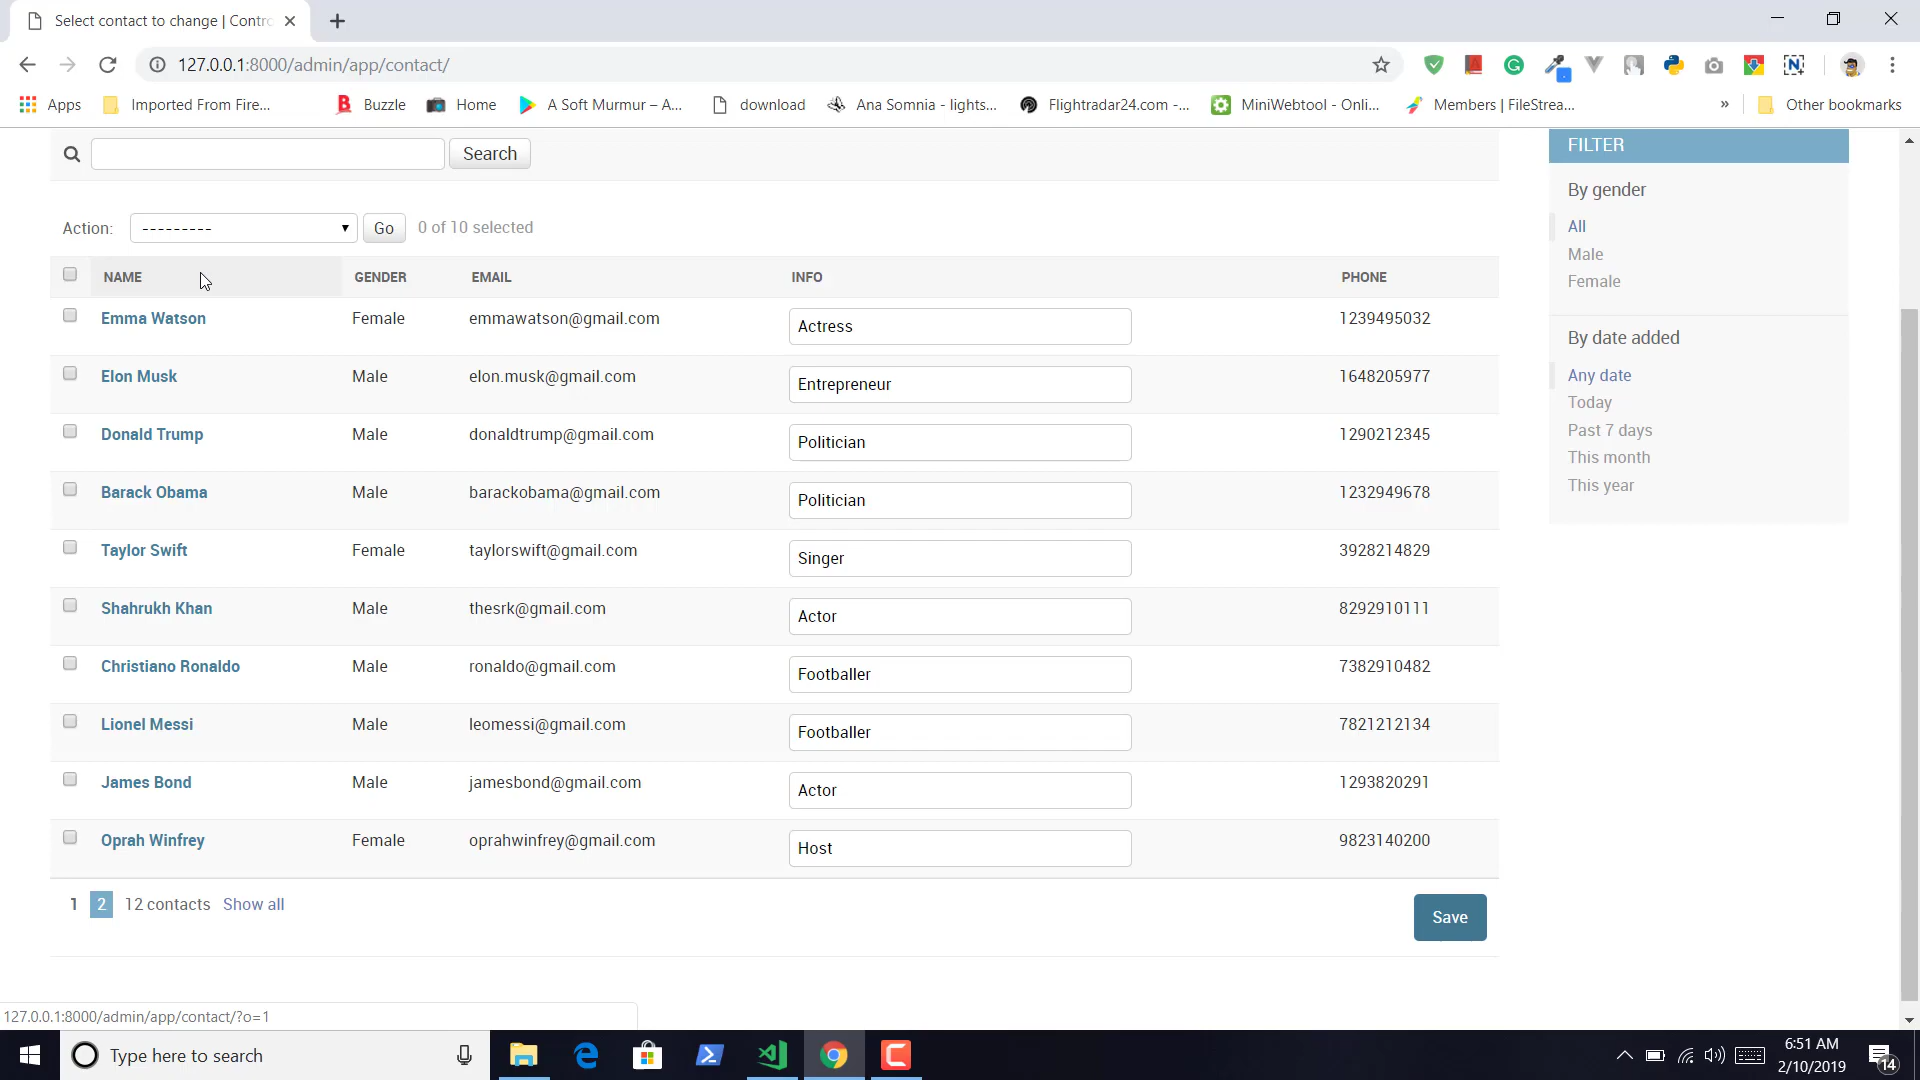 Select contact to change | Contro
127.0.0.1:8000/admin/app/contact/
Apps Imported From Fire... Buzzle Home A Soft Murmur – A... download Ana Somnia - lights... Flightradar24.com -... MiniWebtool - Onli... Members | FileStrea... » Other bookmarks
Search
Action: --------- Go 0 of 10 selected
NAME GENDER EMAIL INFO PHONE
Emma Watson Female emmawatson@gmail.com Actress 1239495032
Elon Musk Male elon.musk@gmail.com Entrepreneur 1648205977
Donald Trump Male donaldtrump@gmail.com Politician 1290212345
Barack Obama Male barackobama@gmail.com Politician 1232949678
Taylor Swift Female taylorswift@gmail.com Singer 3928214829
Shahrukh Khan Male thesrk@gmail.com Actor 8292910111
Christiano Ronaldo Male ronaldo@gmail.com Footballer 7382910482
Lionel Messi Male leomessi@gmail.com Footballer 7821212134
James Bond Male jamesbond@gmail.com Actor 1293820291
Oprah Winfrey Female oprahwinfrey@gmail.com Host 9823140200
1 2 12 contacts Show all
Save
FILTER
By gender
All
Male
Female
By date added
Any date
Today
Past 7 days
This month
This year
127.0.0.1:8000/admin/app/contact/?o=1
Type here to search
6:51 AM
2/10/2019
14